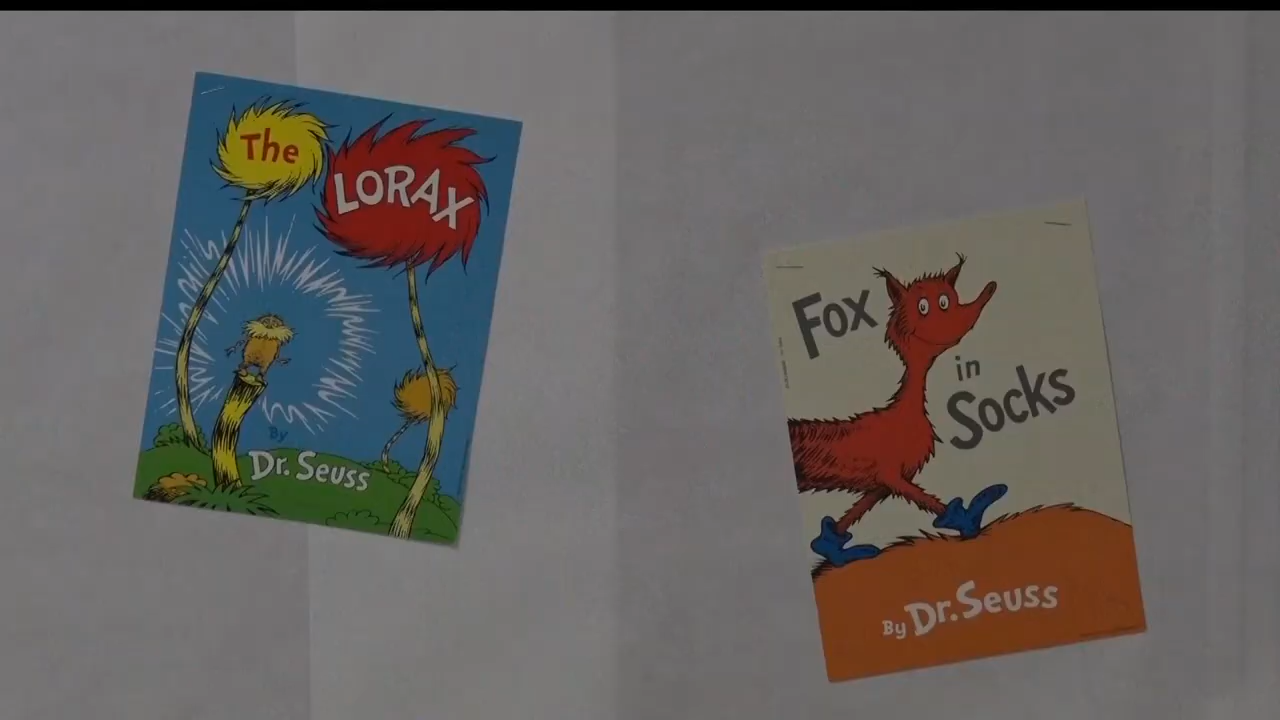 The
LORAX
By
Dr. Seuss
Fox
in
Socks
By Dr. Seuss